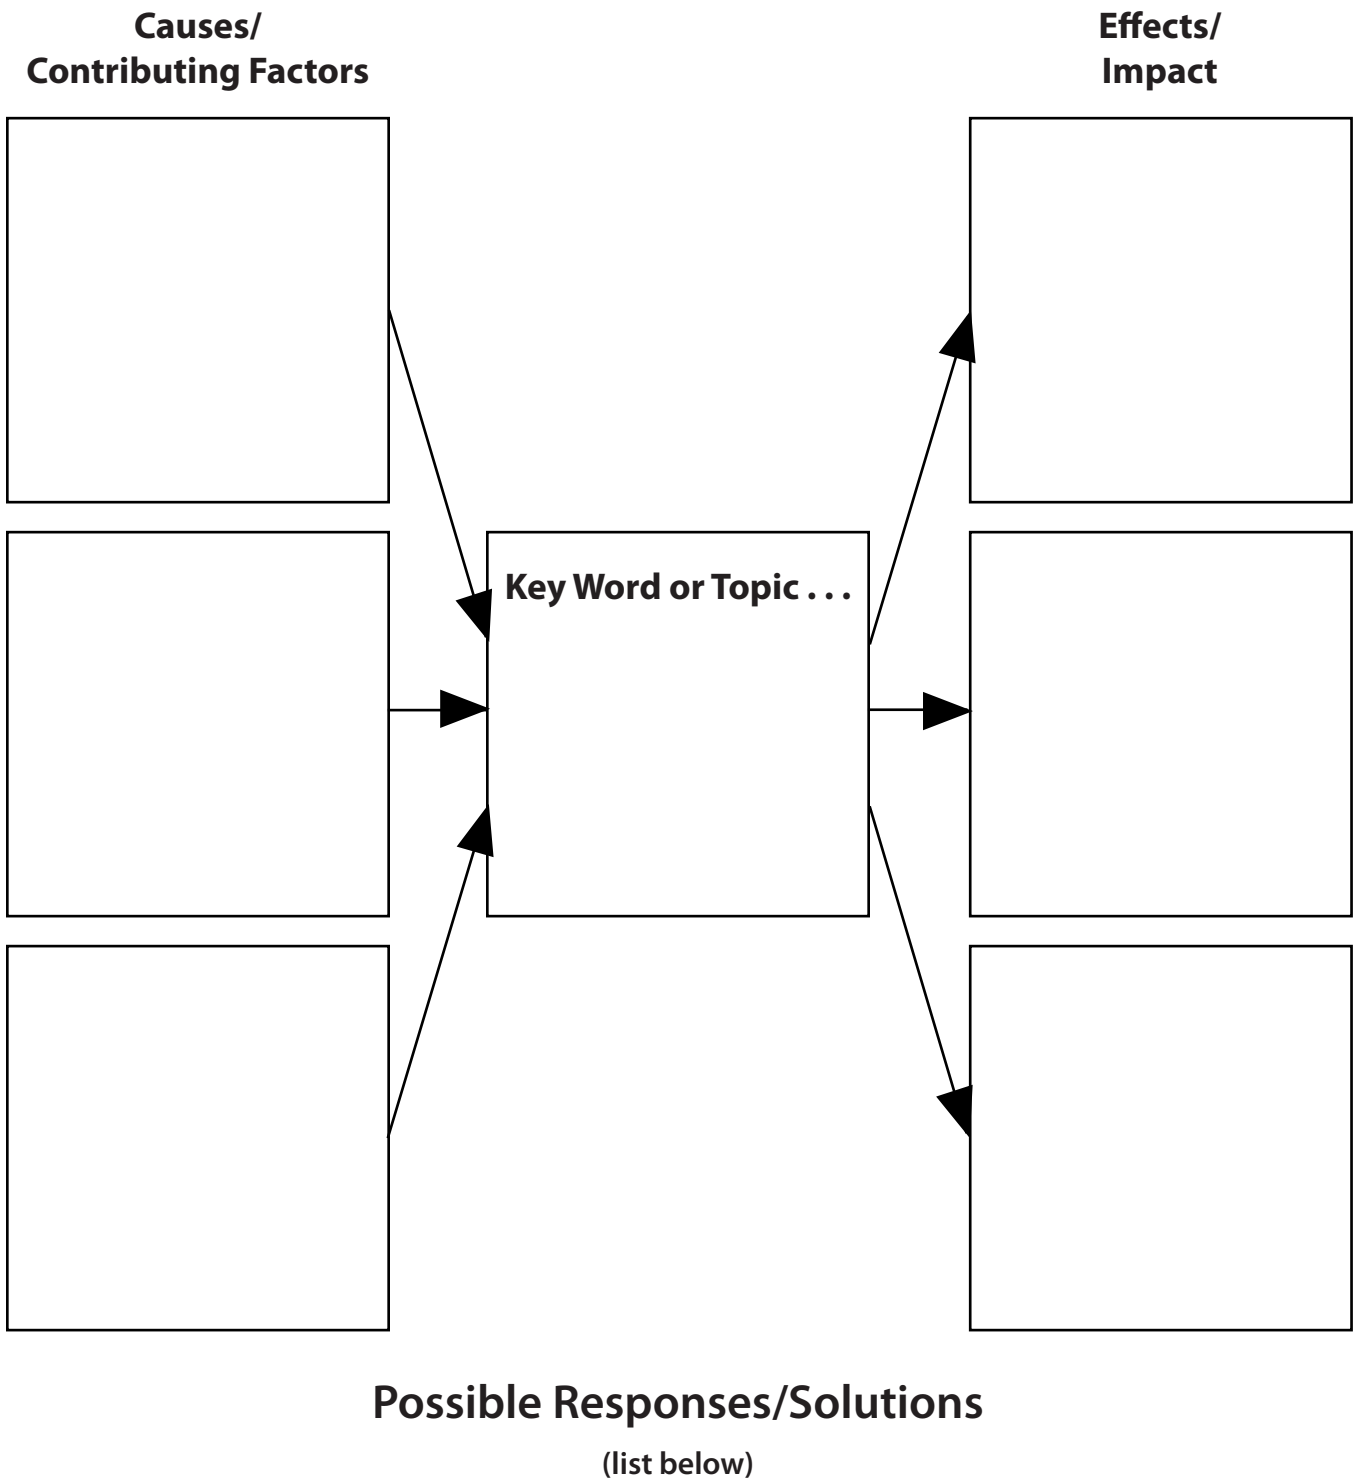 Causes/
Contributing Factors
Effects/
Impact
Key Word or Topic . . .
Possible Responses/Solutions
(list below)